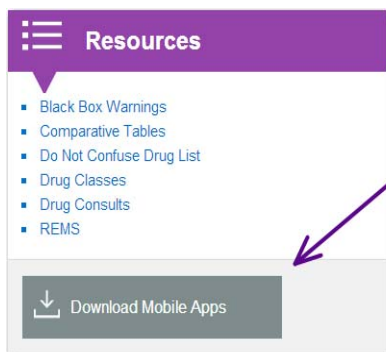 Resources
Black Box Warnings
Comparative Tables
Do Not Confuse Drug List
Drug Classes
Drug Consults
REMS
Download Mobile Apps